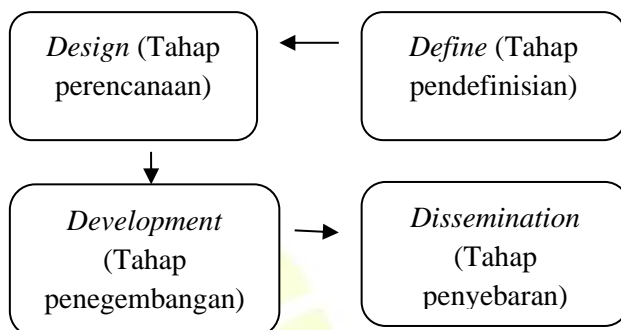 Design (Tahap
perencanaan)
Define (Tahap
pendefinisian)
Development
(Tahap
penegembangan)
Dissemination
(Tahap
penyebaran)